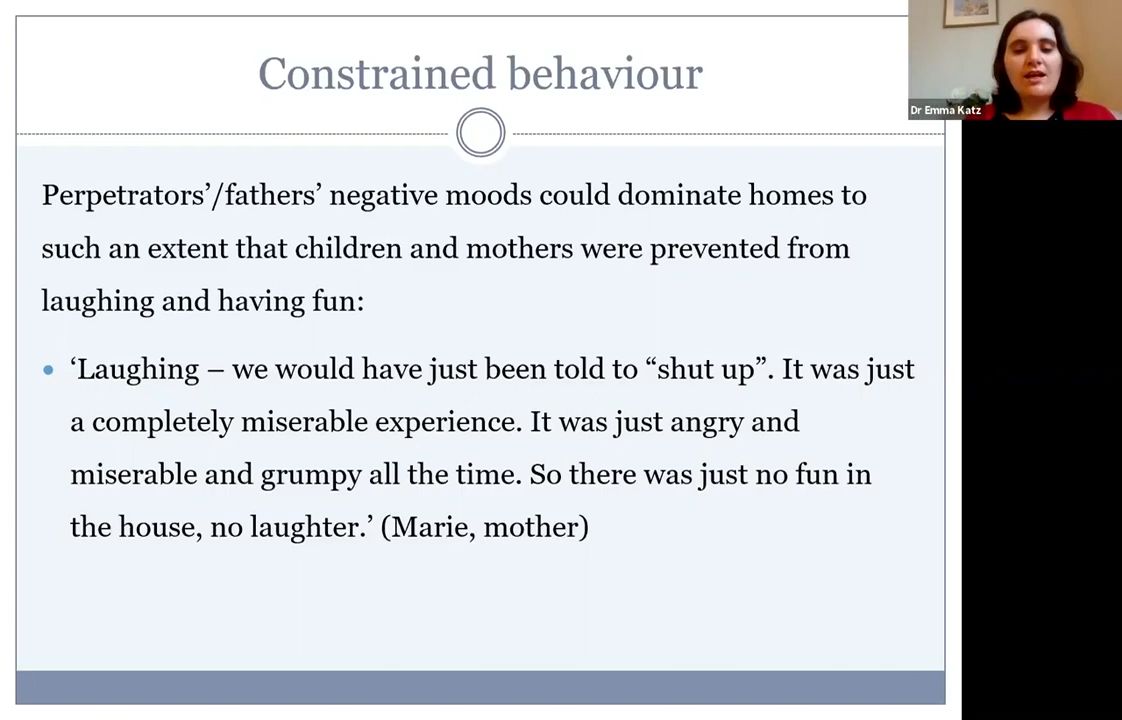 Constrained behaviour
Dr Emma Katz
Perpetrators’/fathers’ negative moods could dominate homes to
such an extent that children and mothers were prevented from
laughing and having fun:
• ‘Laughing – we would have just been told to “shut up”. It was just
a completely miserable experience. It was just angry and
miserable and grumpy all the time. So there was just no fun in
the house, no laughter.’ (Marie, mother)